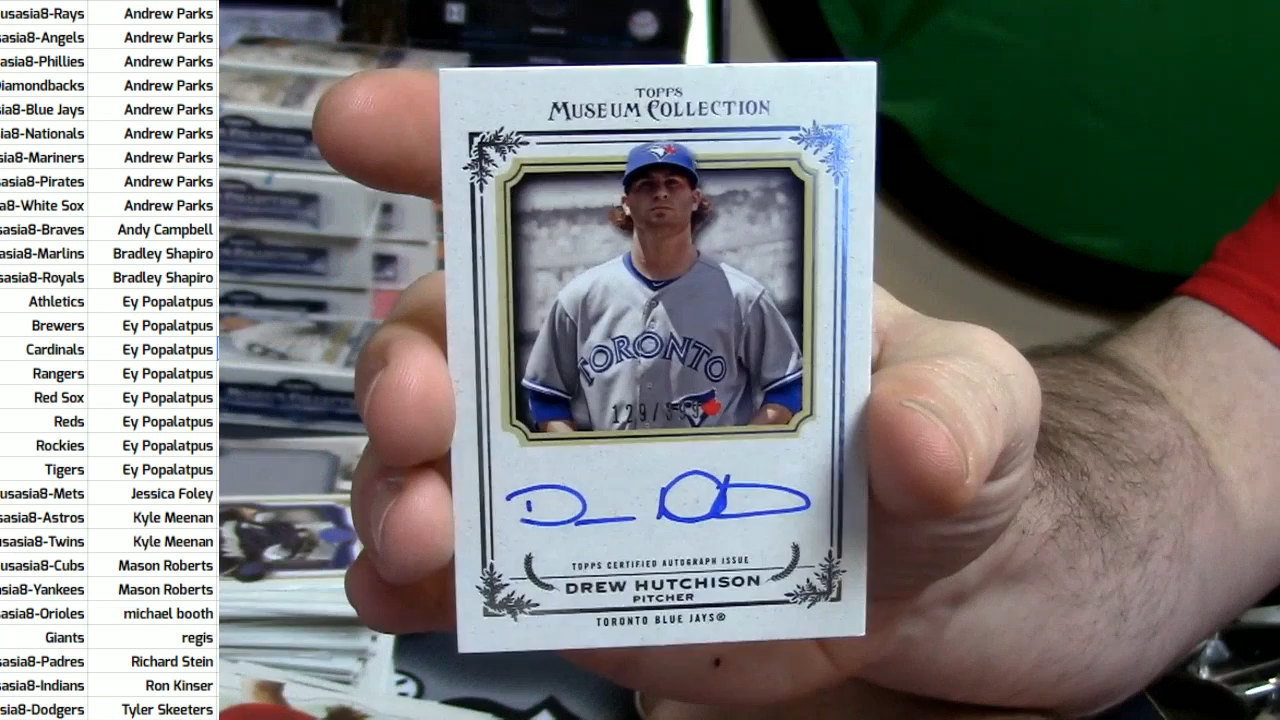 usasia8-Rays Andrew Parks
sasia8-Angels Andrew Parks
asia8-Phillies Andrew Parks
Diamondbacks Andrew Parks
sia8-Blue Jays Andrew Parks
ia8-Nationals Andrew Parks
sia8-Mariners Andrew Parks
sasia8-Pirates Andrew Parks
a8-White Sox Andrew Parks
sasia8-Braves Andy Campbell
asia8-Marlins Bradley Shapiro
sasia8-Royals Bradley Shapiro
Athletics Ey Popalatpus
Brewers Ey Popalatpus
Cardinals Ey Popalatpus
Rangers Ey Popalatpus
Red Sox Ey Popalatpus
Reds Ey Popalatpus
Rockies Ey Popalatpus
Tigers Ey Popalatpus
usasia8-Mets Jessica Foley
sasia8-Astros Kyle Meenan
usasia8-Twins Kyle Meenan
usasia8-Cubs Mason Roberts
sasia8-Yankees Mason Roberts
asia8-Orioles michael booth
Giants regis
sasia8-Padres Richard Stein
asia8-Indians Ron Kinser
sia8-Dodgers Tyler Skeeters
TOPPS
MUSEUM COLLECTION
TORONTO
TOPPS CERTIFIED AUTOGRAPH ISSUE
DREW HUTCHISON
PITCHER
TORONTO BLUE JAYS®